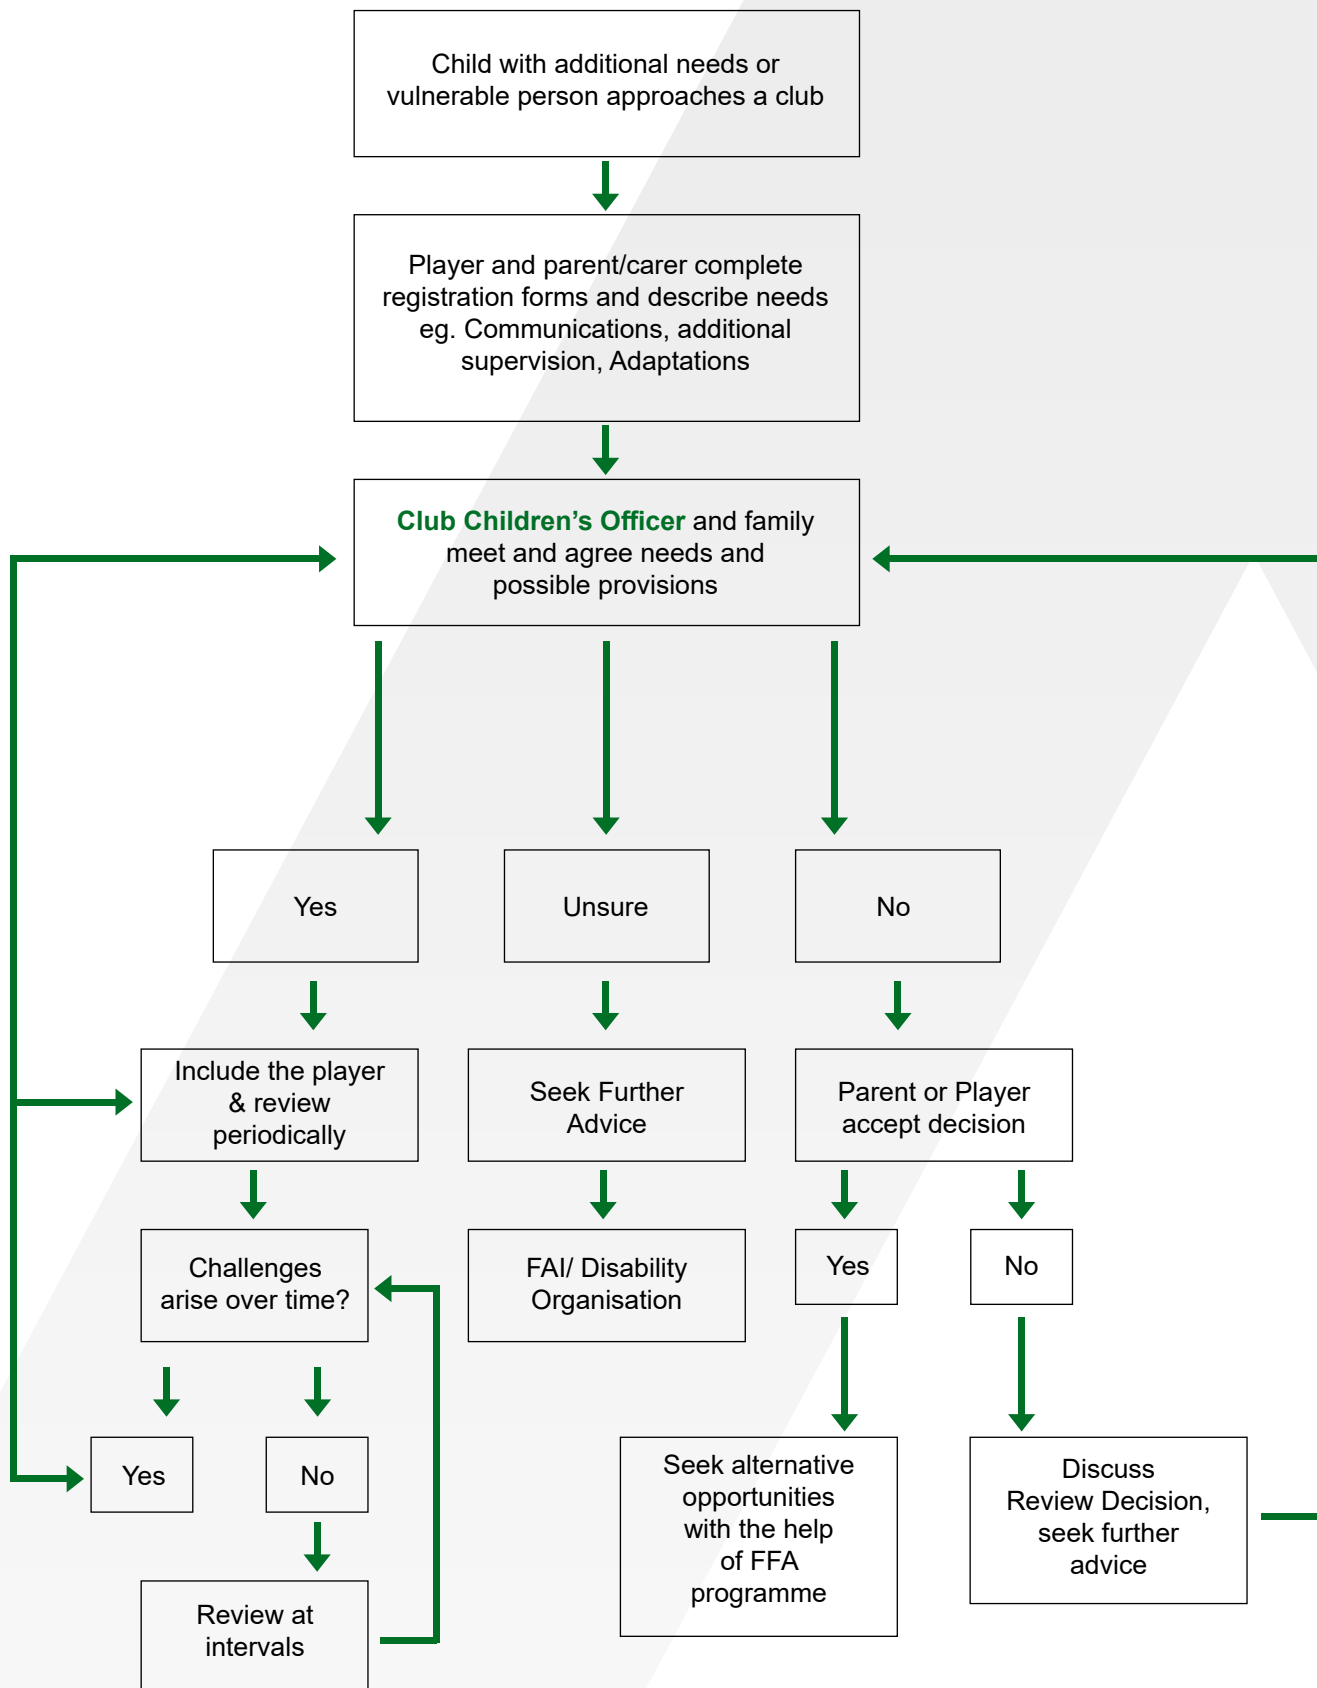 Child with additional needs or
vulnerable person approaches a club
Player and parent/carer complete
registration forms and describe needs
eg. Communications, additional
supervision, Adaptations
Club Children’s Officer and family
meet and agree needs and
possible provisions
Yes
Unsure
No
Include the player
& review
periodically
Seek Further
Advice
Parent or Player
accept decision
Challenges
arise over time?
FAI/ Disability
Organisation
Yes
No
Yes
No
Seek alternative
opportunities
with the help
of FFA
programme
Discuss
Review Decision,
seek further
advice
Review at
intervals